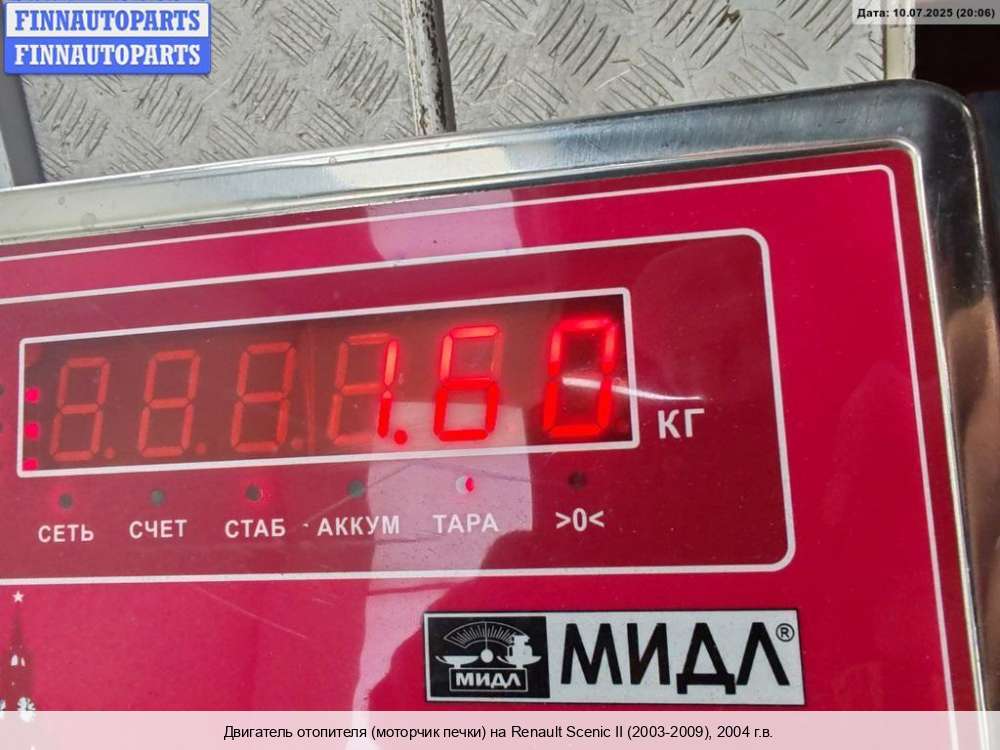 FINNAUTOPARTS
FINNAUTOPARTS
Дата: 10.07.2025 (20:06)
1.60
КГ
СЕТЬ СЧЕТ СТАБ АККУМ ТАРА >0<
МИДЛ МИДЛ®
Двигатель отопителя (моторчик печки) на Renault Scenic II (2003-2009), 2004 г.в.